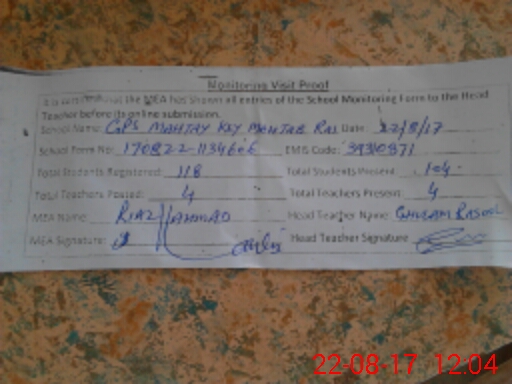 Monitoring Visit Proof
It is certified that the MEA has shown all entries of the School Monitoring Form to the Head
Teacher before its online submission.
School Name: GPS MAHTAY KEY MEHTAB RAI Date 22/8/17
School Form No: 170822-1134606 EMIS Code: 39310371
Total Students Registered: 118 Total Students Present 104
Total Teachers Posted: 4 Total Teachers Present: 4
MEA Name RIAZ AHMAD Head Teacher Name: GHULAM RASOOL
MEA Signature: Head Teacher Signature
22-08-17 12:04